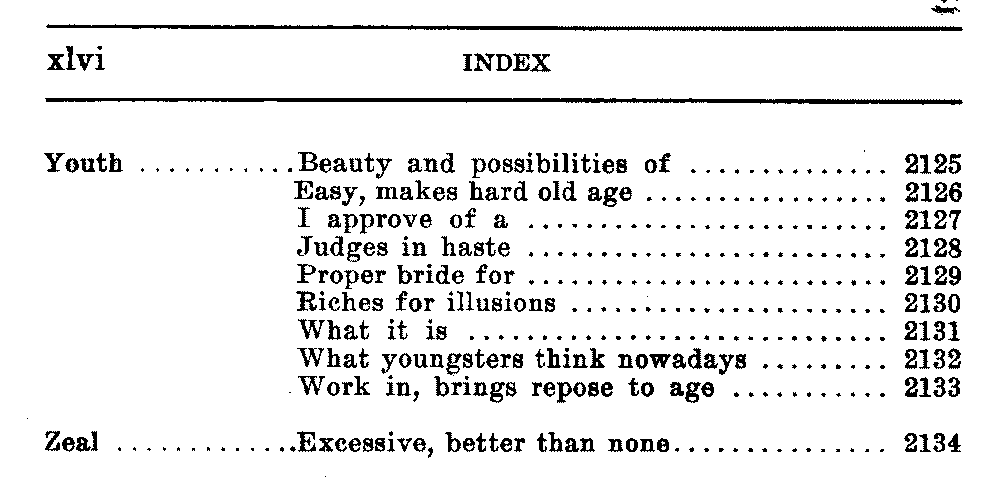 xlvi INDEX
Youth ...........Beauty and possibilities of .............. 2125
Easy, makes hard old age ................. 2126
I approve of a .......................... 2127
Judges in haste .......................... 2128
Proper bride for .......................... 2129
Riches for illusions ....................... 2130
What it is .............................. 2131
What youngsters think nowadays ......... 2132
Work in, brings repose to age ........... 2133
Zeal .............Excessive, better than none................ 2134